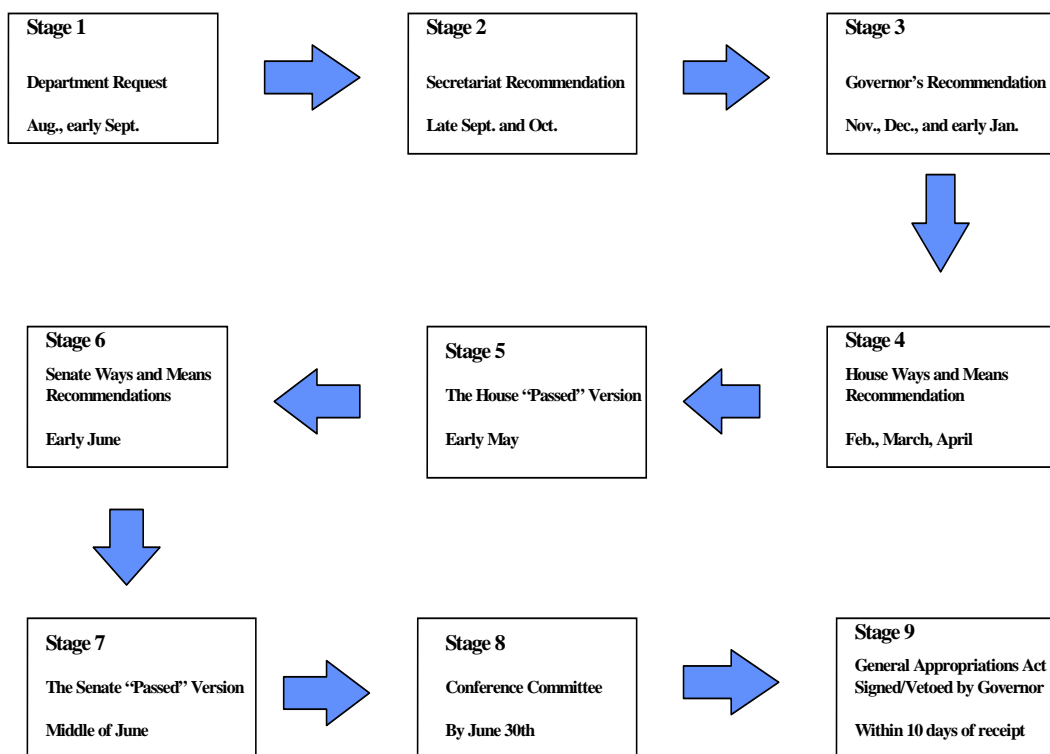 Stage 1
Department Request
Aug., early Sept.
Stage 2
Secretariat Recommendation
Late Sept. and Oct.
Stage 3
Governor’s Recommendation
Nov., Dec., and early Jan.
Stage 4
House Ways and Means
Recommendation
Feb., March, April
Stage 5
The House “Passed” Version
Early May
Stage 6
Senate Ways and Means
Recommendations
Early June
Stage 7
The Senate “Passed” Version
Middle of June
Stage 8
Conference Committee
By June 30th
Stage 9
General Appropriations Act
Signed/Vetoed by Governor
Within 10 days of receipt